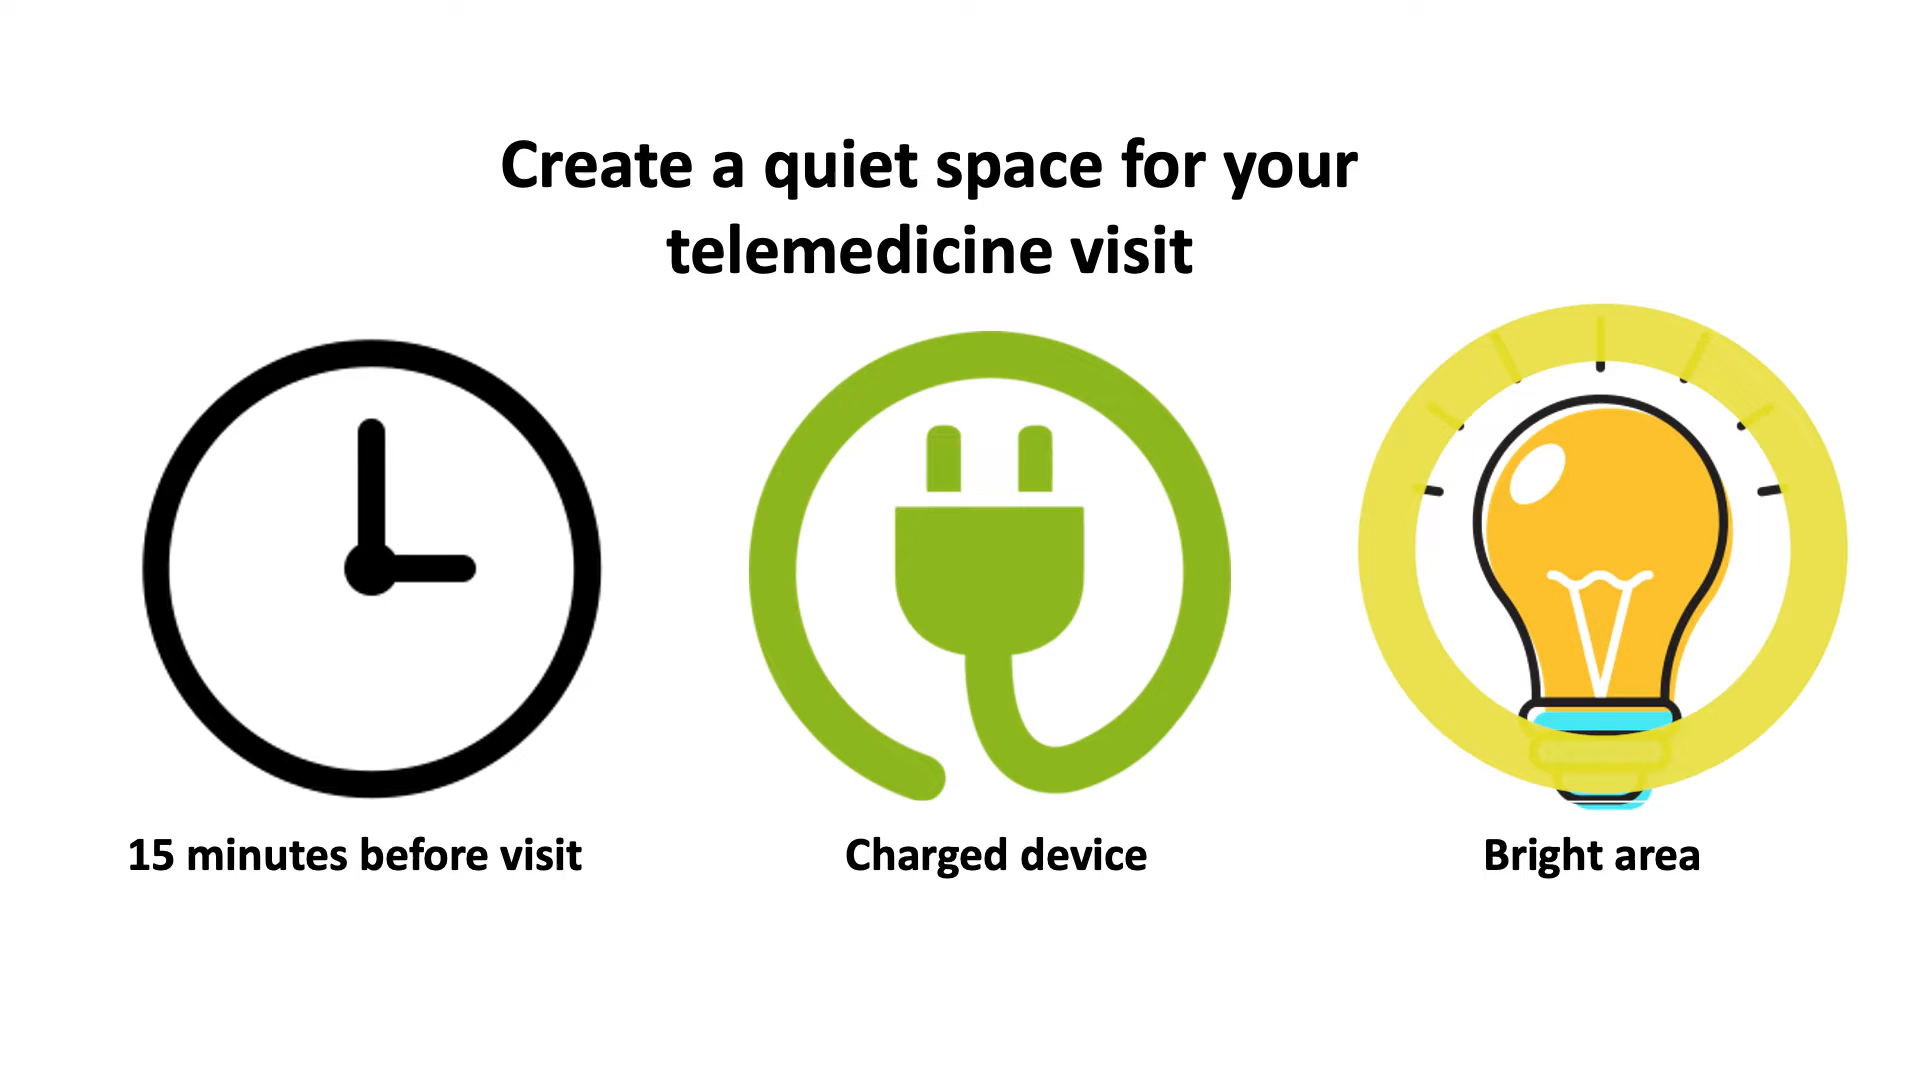 Create a quiet space for your
telemedicine visit
15 minutes before visit
Charged device
Bright area